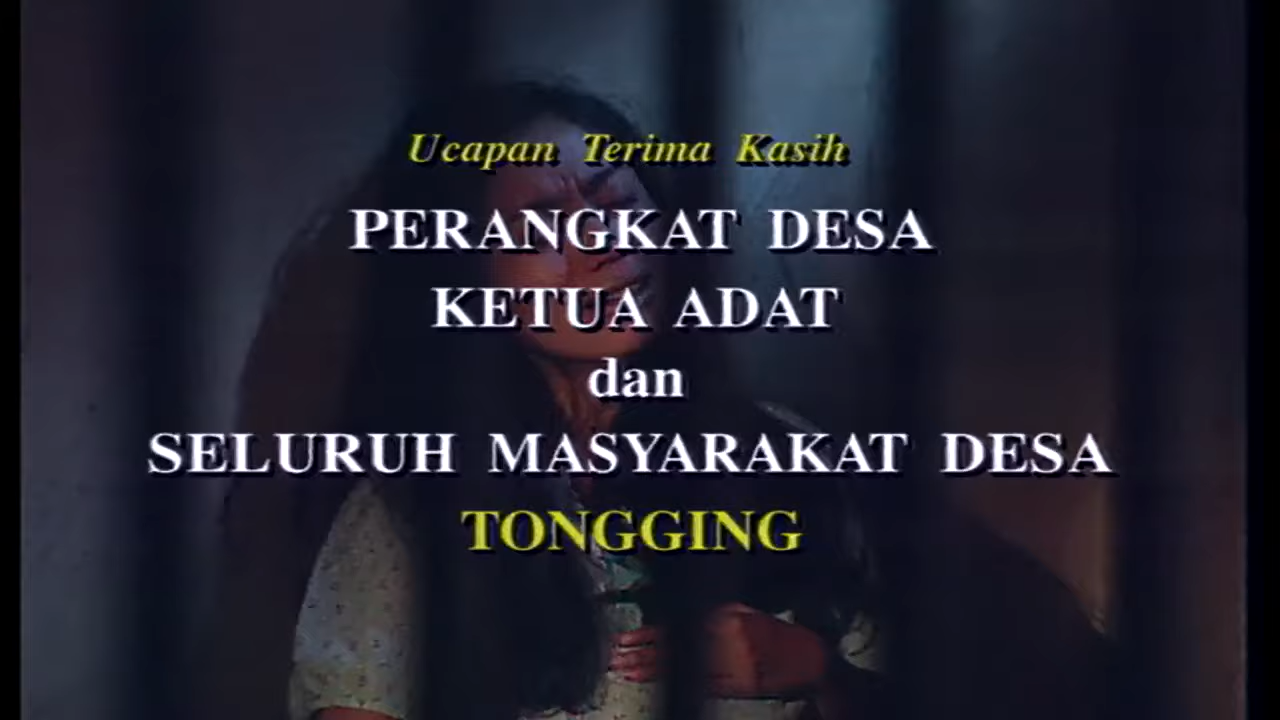 Ucapan Terima Kasih
PERANGKAT DESA
KETUA ADAT
dan
SELURUH MASYARAKAT DESA
TONGGING